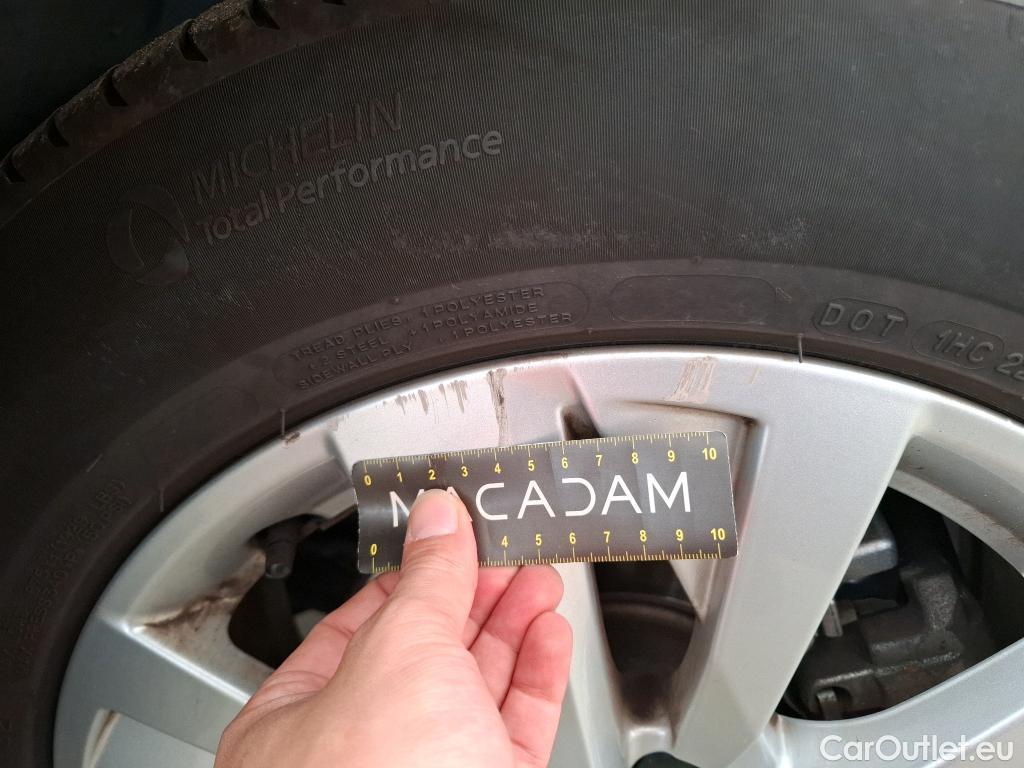 MICHELIN
Total Performance
TREAD PLIES: 1 POLYESTER
+ 2 STEEL + 1 POLYAMIDE
SIDEWALL PLY : 1 POLYESTER
DOT 1HC 22
0 1 2 3 4 5 6 7 8 9 10
MACADAM
0 4 5 6 7 8 9 10
CarOutlet.eu